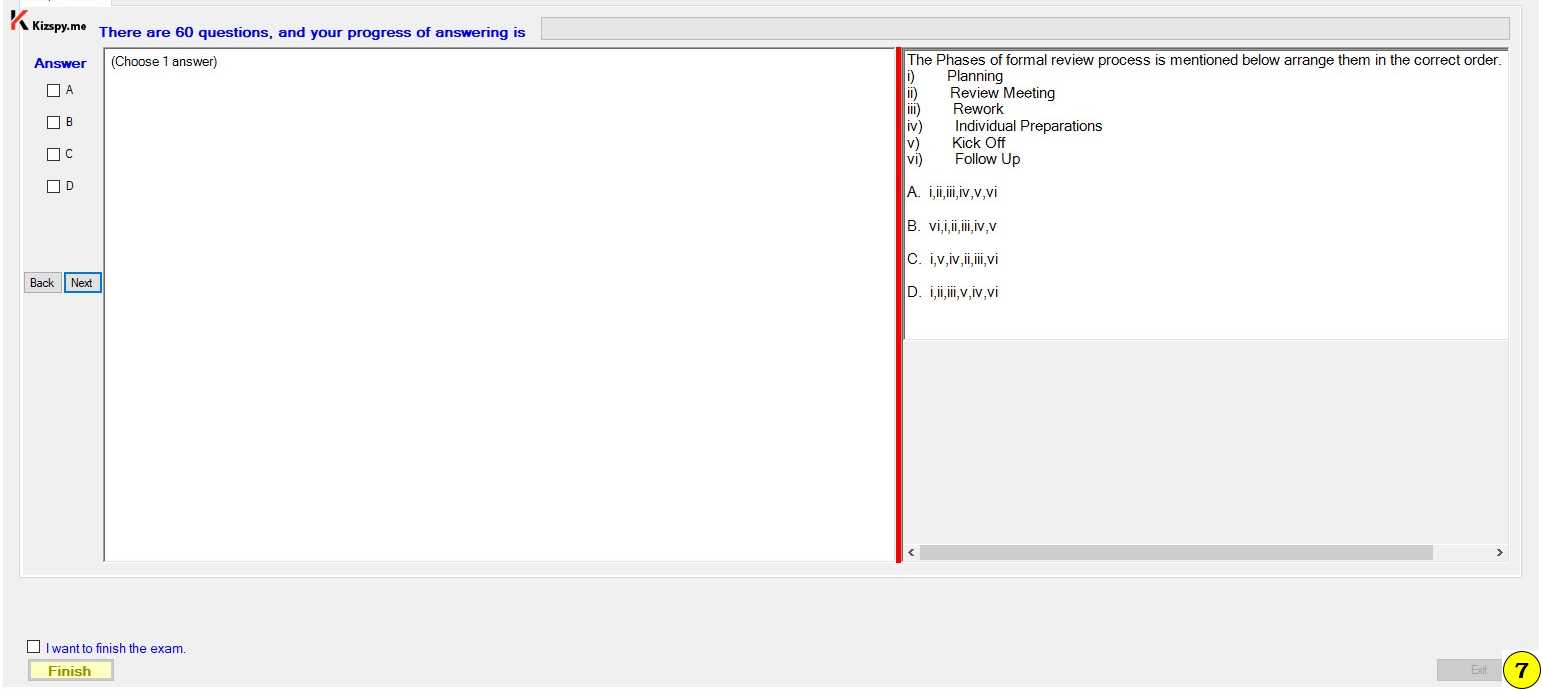 Kizspy.me
There are 60 questions, and your progress of answering is
Answer
A
B
C
D
Back Next
(Choose 1 answer)
The Phases of formal review process is mentioned below arrange them in the correct order.
i) Planning
ii) Review Meeting
iii) Rework
iv) Individual Preparations
v) Kick Off
vi) Follow Up
A. i,ii,iii,iv,v,vi
B. vi,i,ii,iii,iv,v
C. i,v,iv,ii,iii,vi
D. i,ii,iii,v,iv,vi
I want to finish the exam.
Finish
Exit
7